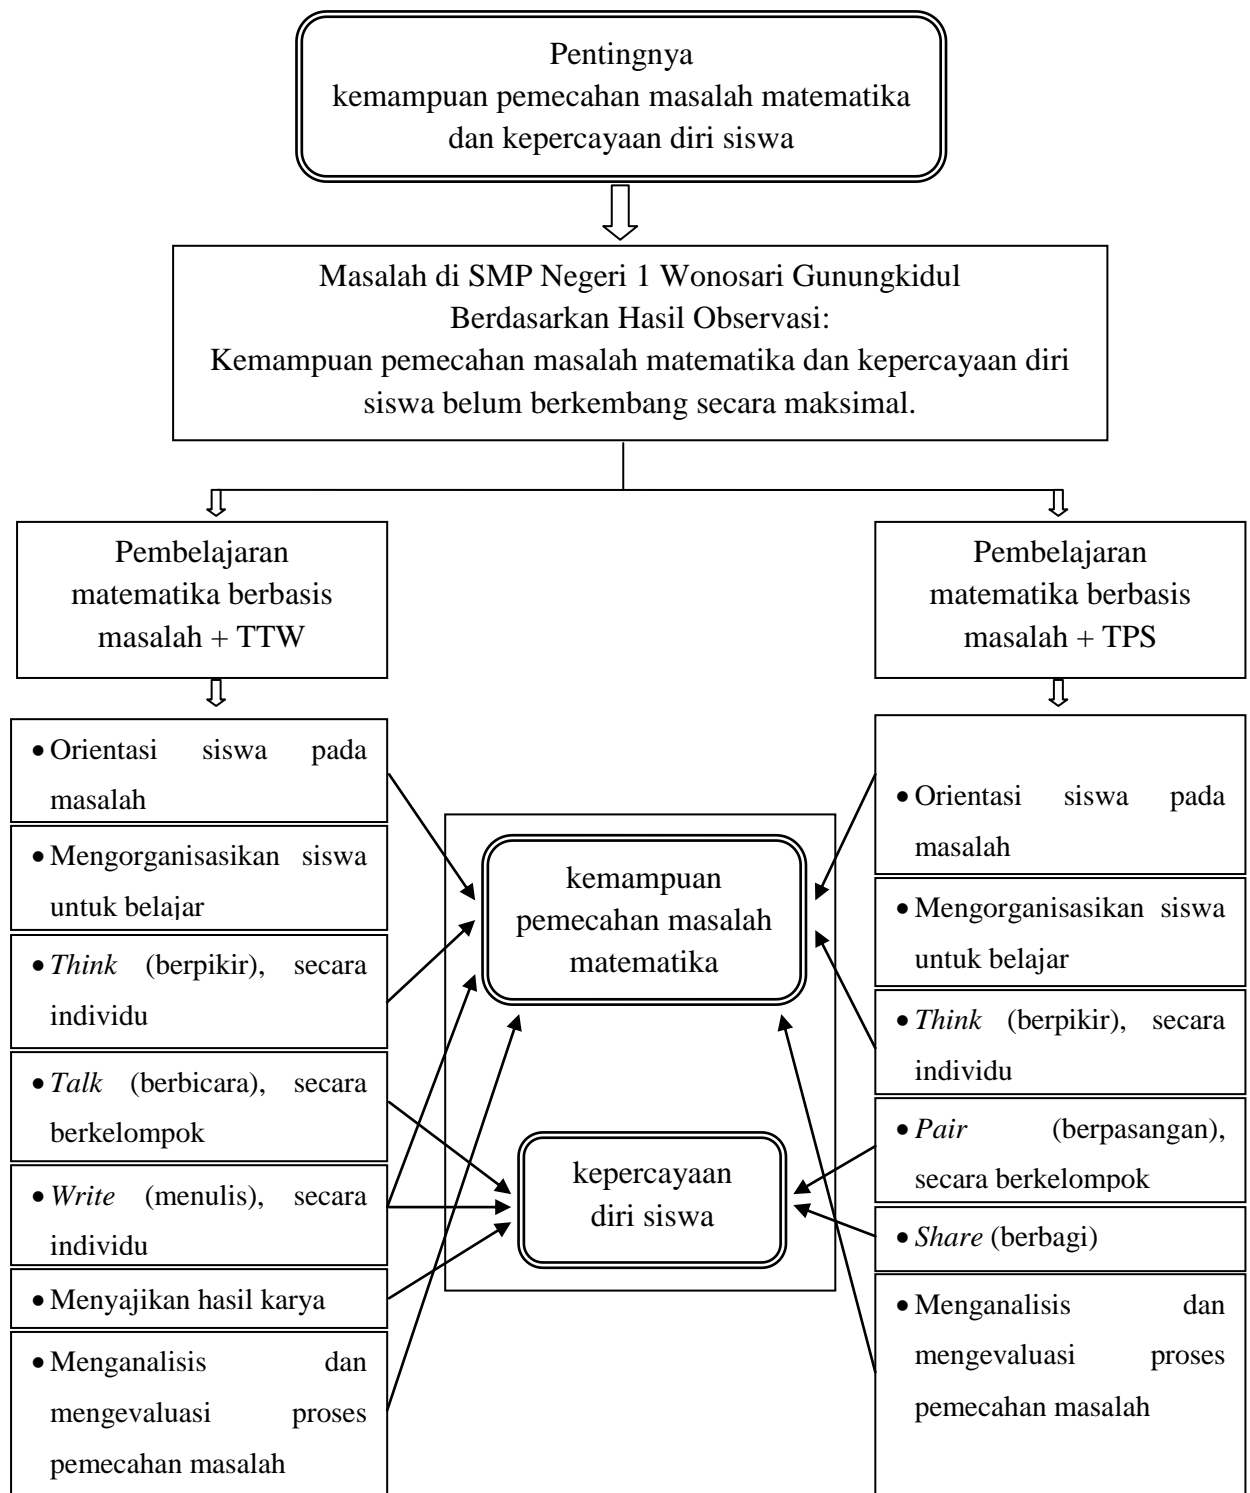 Pentingnya
kemampuan pemecahan masalah matematika
dan kepercayaan diri siswa
Masalah di SMP Negeri 1 Wonosari Gunungkidul
Berdasarkan Hasil Observasi:
Kemampuan pemecahan masalah matematika dan kepercayaan diri
siswa belum berkembang secara maksimal.
Pembelajaran
matematika berbasis
masalah + TTW
Pembelajaran
matematika berbasis
masalah + TPS
• Orientasi siswa pada
masalah
• Mengorganisasikan siswa
untuk belajar
• Think (berpikir), secara
individu
• Talk (berbicara), secara
berkelompok
• Write (menulis), secara
individu
• Menyajikan hasil karya
• Menganalisis dan
mengevaluasi proses
pemecahan masalah
kemampuan
pemecahan masalah
matematika
kepercayaan
diri siswa
• Orientasi siswa pada
masalah
• Mengorganisasikan siswa
untuk belajar
• Think (berpikir), secara
individu
• Pair (berpasangan),
secara berkelompok
• Share (berbagi)
• Menganalisis dan
mengevaluasi proses
pemecahan masalah